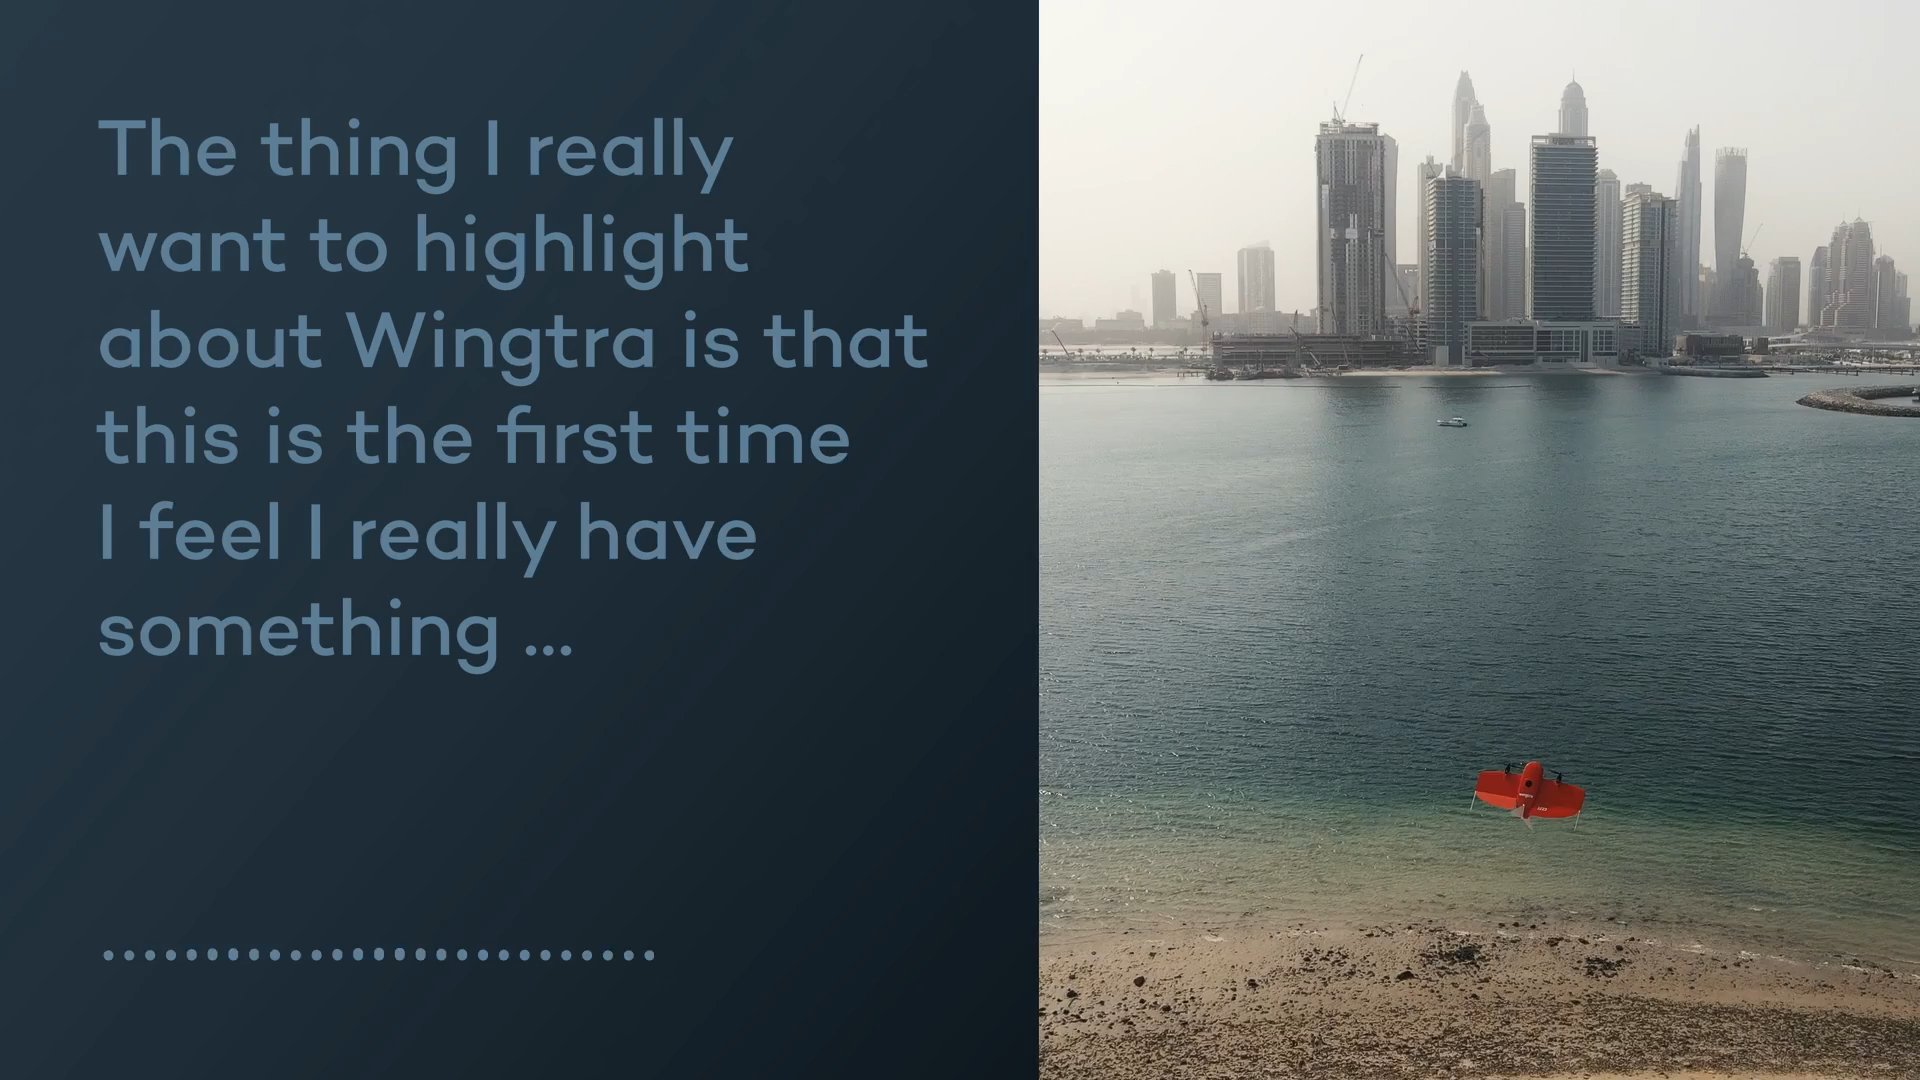 The thing I really
want to highlight
about Wingtra is that
this is the first time
I feel I really have
something ...